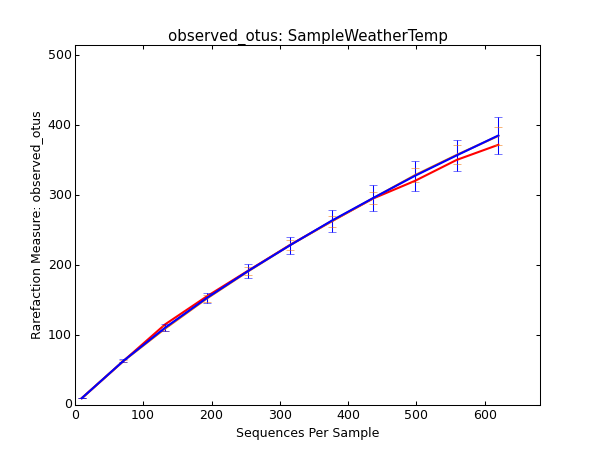 observed_otus: SampleWeatherTemp
500
400
300
200
100
0
Rarefaction Measure: observed_otus
0 100 200 300 400 500 600
Sequences Per Sample